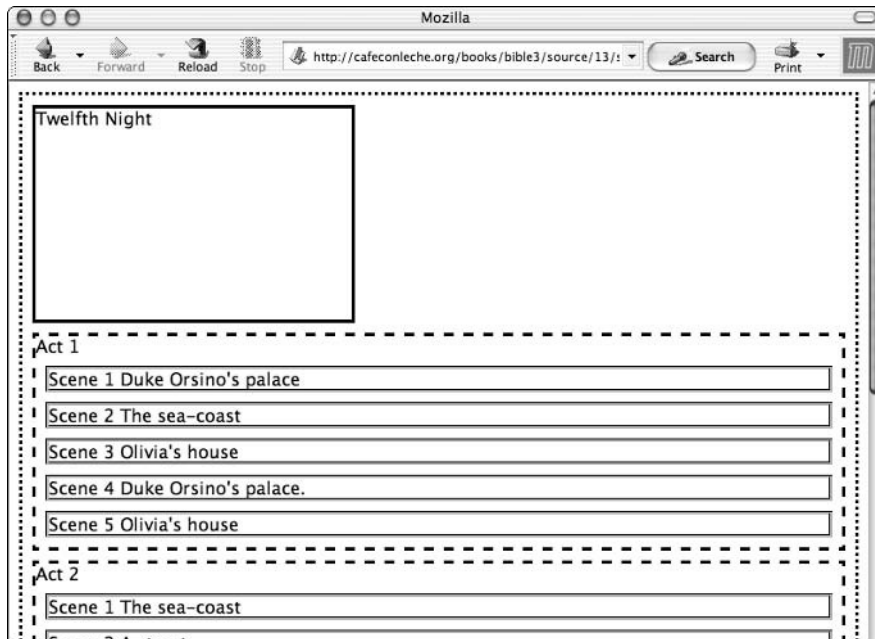 Mozilla
Back Forward Reload Stop http://cafeconleche.org/books/bible3/source/13/ Search Print
Twelfth Night
Act 1
Scene 1 Duke Orsino's palace
Scene 2 The sea-coast
Scene 3 Olivia's house
Scene 4 Duke Orsino's palace.
Scene 5 Olivia's house
Act 2
Scene 1 The sea-coast